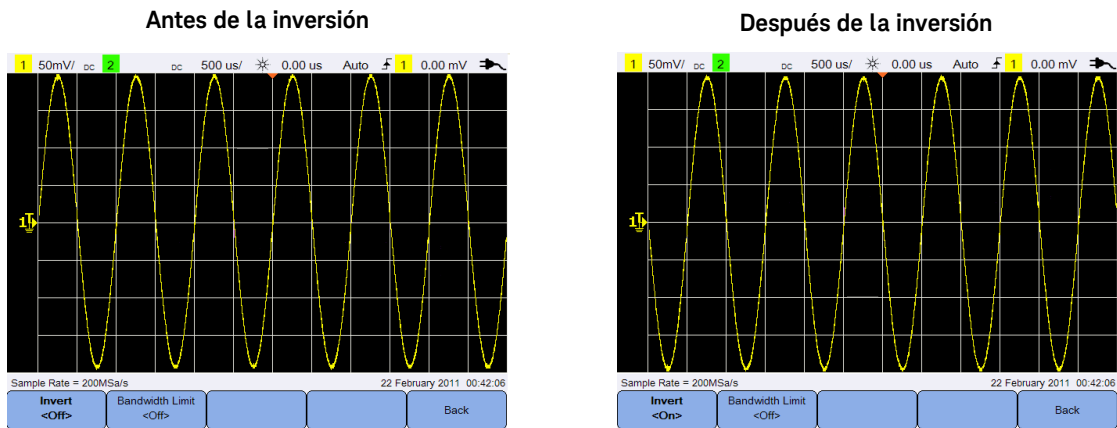 Antes de la inversión
1 50mV/ DC 2 DC 500 us/ 0.00 us Auto 1 0.00 mV
1
Sample Rate = 200MSa/s 22 February 2011 00:42:06
Invert
<Off>
Bandwidth Limit
<Off>
Back
Después de la inversión
1 50mV/ DC 2 DC 500 us/ 0.00 us Auto 1 0.00 mV
1
Sample Rate = 200MSa/s 22 February 2011 00:42:06
Invert
<On>
Bandwidth Limit
<Off>
Back